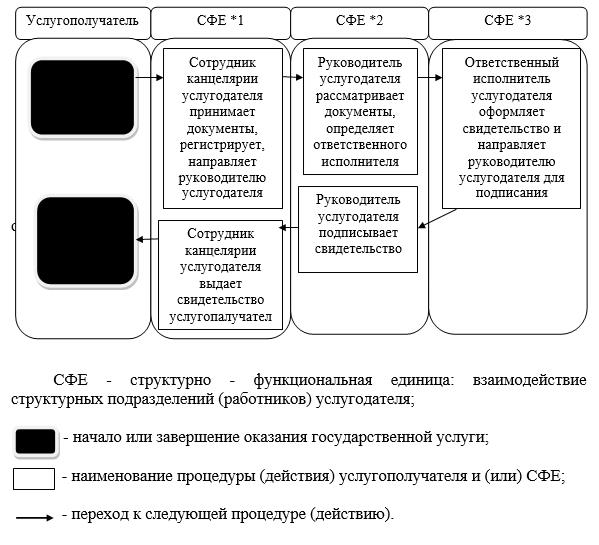 Услугополучатель
СФЕ *1
СФЕ *2
СФЕ *3
Сотрудник
канцелярии
услугодателя
принимает
документы,
регистрирует,
направляет
руководителю
услугодателя
Руководитель
услугодателя
рассматривает
документы,
определяет
ответственного
исполнителя
Ответственный
исполнитель
услугодателя
оформляет
свидетельство и
направляет
руководителю
услугодателя для
подписания
Руководитель
услугодателя
подписывает
свидетельство
Сотрудник
канцелярии
услугодателя
выдает
свидетельство
услугопалучател
СФЕ - структурно - функциональная единица: взаимодействие
структурных подразделений (работников) услугодателя;
- начало или завершение оказания государственной услуги;
- наименование процедуры (действия) услугополучателя и (или) СФЕ;
- переход к следующей процедуре (действию).